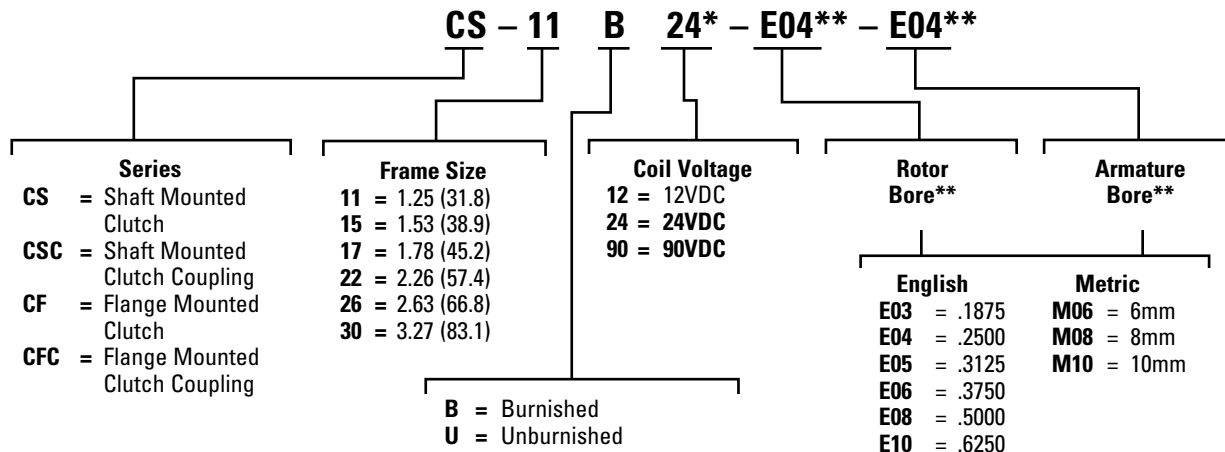 CS – 11 B 24* – E04** – E04**
Series
CS = Shaft Mounted
Clutch
CSC = Shaft Mounted
Clutch Coupling
CF = Flange Mounted
Clutch
CFC = Flange Mounted
Clutch Coupling
Frame Size
11 = 1.25 (31.8)
15 = 1.53 (38.9)
17 = 1.78 (45.2)
22 = 2.26 (57.4)
26 = 2.63 (66.8)
30 = 3.27 (83.1)
B = Burnished
U = Unburnished
Coil Voltage
12 = 12VDC
24 = 24VDC
90 = 90VDC
Rotor
Bore**
Armature
Bore**
English
E03 = .1875
E04 = .2500
E05 = .3125
E06 = .3750
E08 = .5000
E10 = .6250
Metric
M06 = 6mm
M08 = 8mm
M10 = 10mm